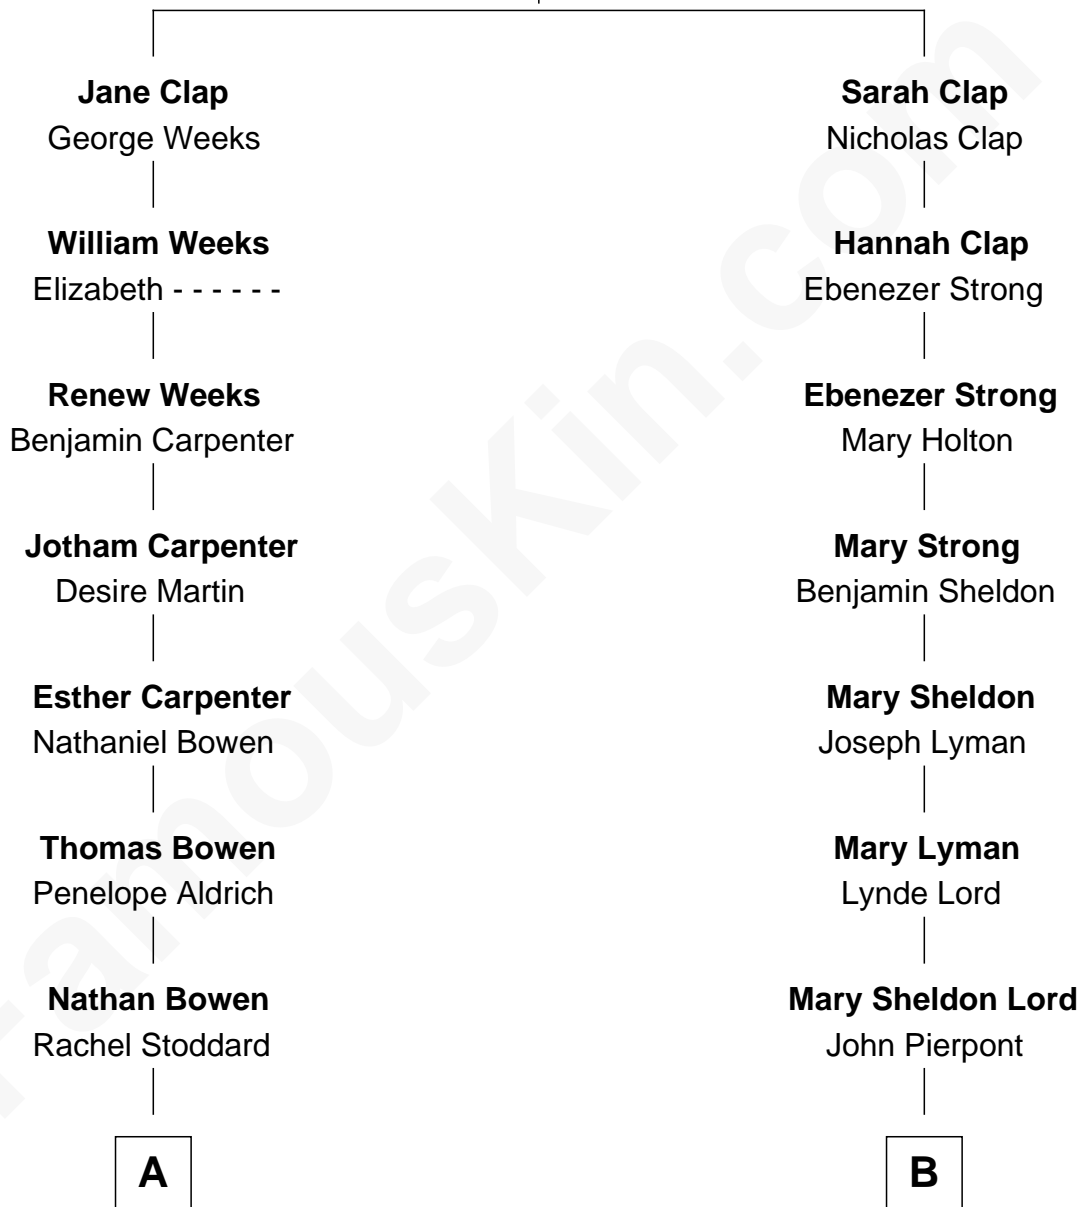 Jane Clap
George Weeks
Sarah Clap
Nicholas Clap
William Weeks
Elizabeth - - - - - -
Hannah Clap
Ebenezer Strong
Renew Weeks
Benjamin Carpenter
Ebenezer Strong
Mary Holton
Jotham Carpenter
Desire Martin
Mary Strong
Benjamin Sheldon
Esther Carpenter
Nathaniel Bowen
Mary Sheldon
Joseph Lyman
Thomas Bowen
Penelope Aldrich
Mary Lyman
Lynde Lord
Nathan Bowen
Rachel Stoddard
Mary Sheldon Lord
John Pierpont
A
B
FamousKin.com